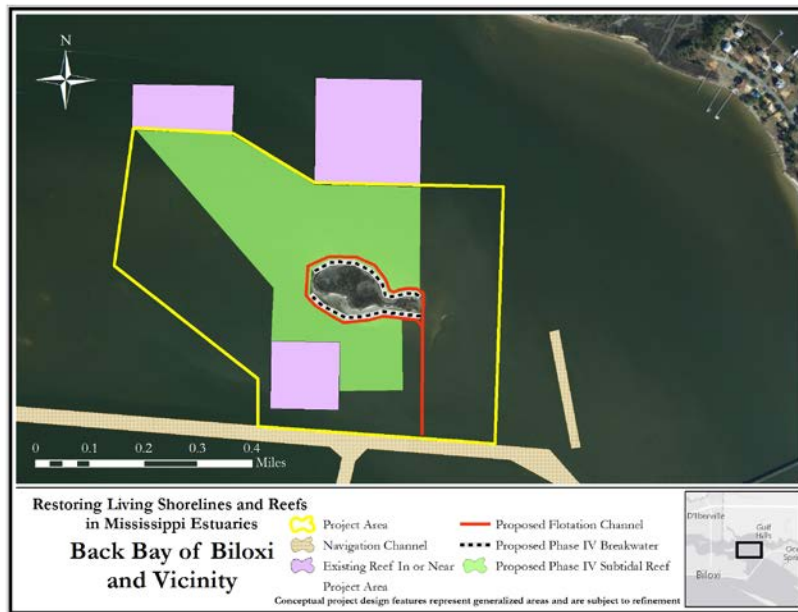 N
0 0.1 0.2 0.3 0.4
Miles
Restoring Living Shorelines and Reefs
in Mississippi Estuaries
Back Bay of Biloxi
and Vicinity
Project Area
Navigation Channel
Existing Reef In or Near
Project Area
Proposed Flotation Channel
Proposed Phase IV Breakwater
Proposed Phase IV Subtidal Reef
Conceptual project design features represent generalized areas and are subject to refinement
D'Iberville
Gulf
Hills
Biloxi